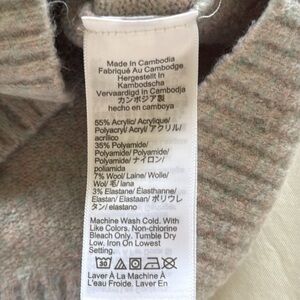 Made In Cambodia
Fabriqué Au Cambodge
Hergestellt In
Kambodscha
Vervaardigd in Cambodja
カンボジア製
hecho en camboya
55% Acrylic/ Acrylique/
Polyacryl/ Acryl/ アクリル/
acrílico
35% Polyamide/
Polyamide/ Polyamid/
Polyamide/ ナイロン/
poliamida
7% Wool/ Laine/ Wolle/
Wol/ 毛/ lana
3% Elastane/ Élasthanne/
Elastan/ Elastaan/ ポリウレ
タン/ elastano
Machine Wash Cold. With
Like Colors. Non-chlorine
Bleach Only. Tumble Dry
Low. Iron On Lowest
Setting.
30
Laver À La Machine À
L'eau Froide. Laver En